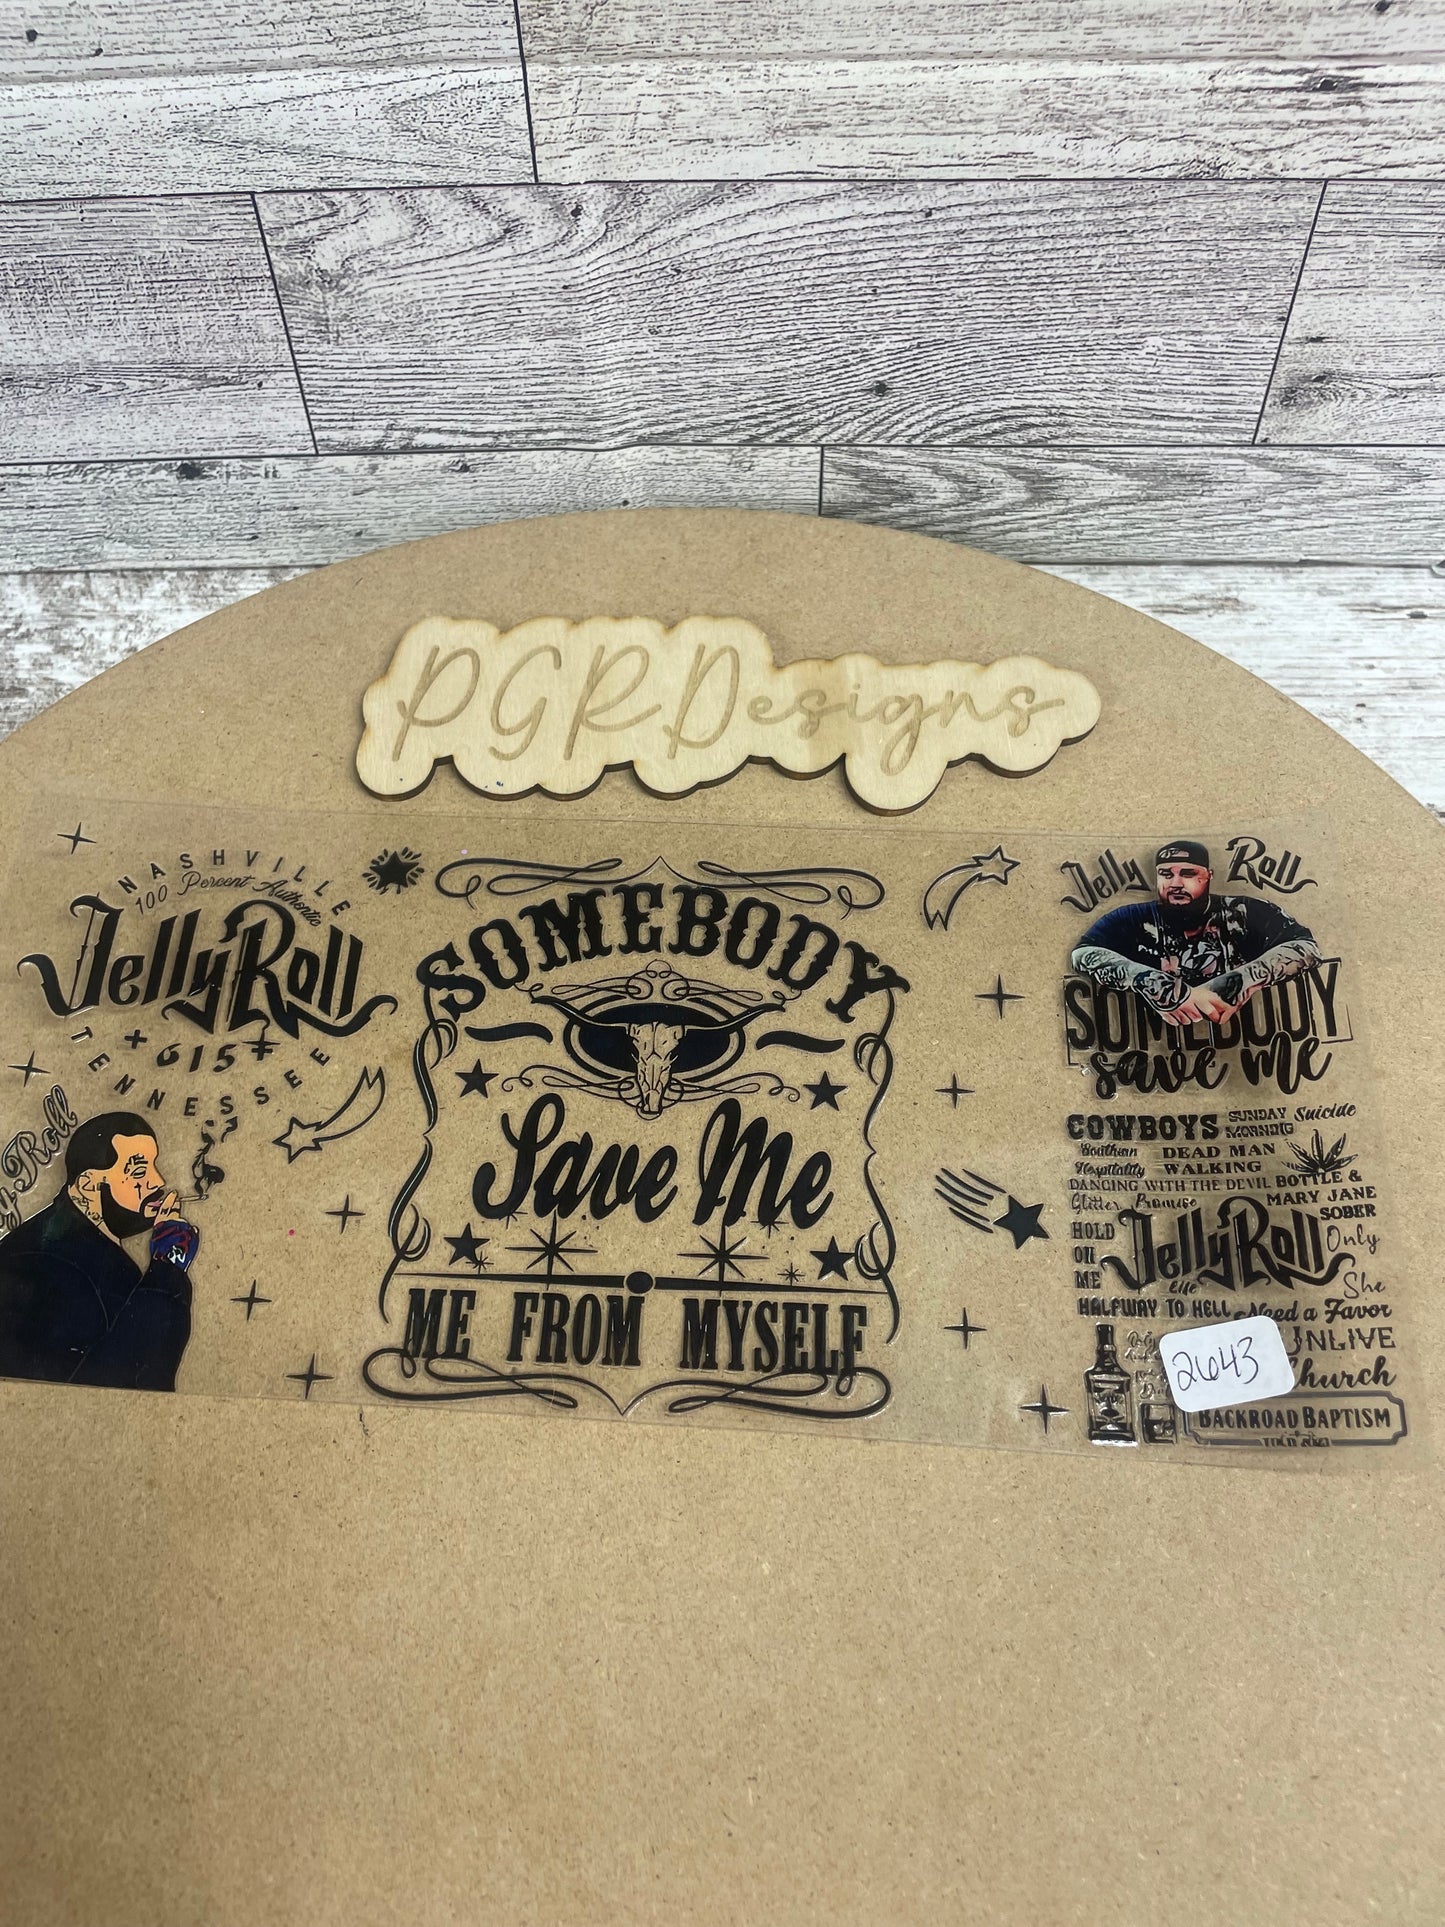 PGRDesigns
NASHVILLE
100 Percent Authentic
Jelly Roll
615
TENNESSEE
Roll
SOMEBODY
Save Me
ME FROM MYSELF
Jelly Roll
SOMEBODY
save me
COWBOYS SUNDAY MORNING Suicide
Southern Hospitality DEAD MAN WALKING
DANCING WITH THE DEVIL BOTTLE & MARY JANE
Glitter Promise SOBER
HOLD ON ME Jelly Roll Only
Life She
HALFWAY TO HELL Need a Favor
UNLIVE
Church
2643
BACKROAD BAPTISM